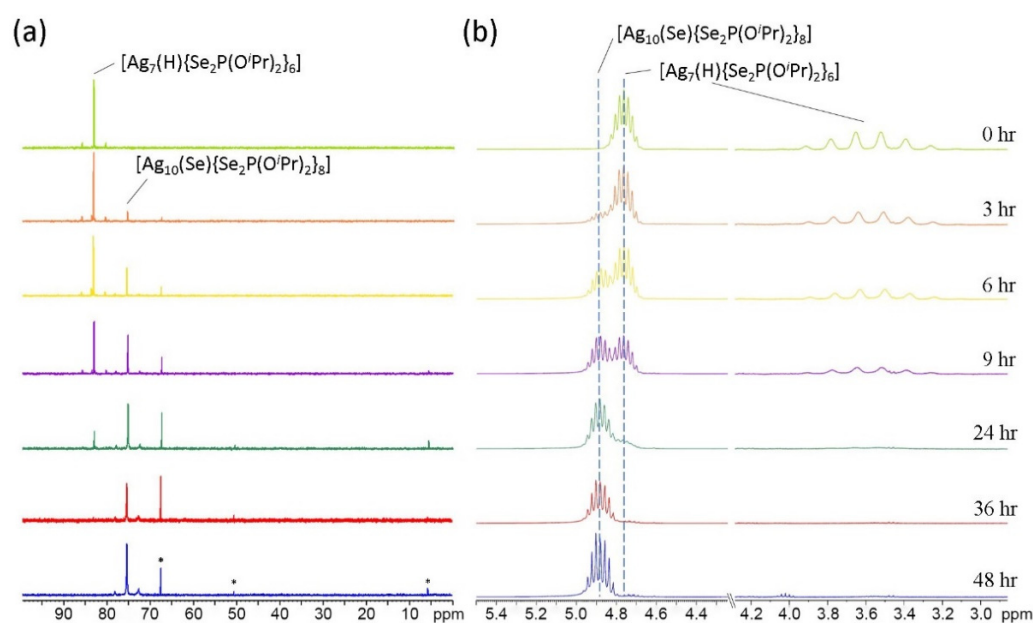 (a)
[Ag₇(H){Se₂P(OⁱPr)₂}₆]
[Ag₁₀(Se){Se₂P(OⁱPr)₂}₈]
*
*
*
90 80 70 60 50 40 30 20 10 ppm
(b)
[Ag₁₀(Se){Se₂P(OⁱPr)₂}₈]
[Ag₇(H){Se₂P(OⁱPr)₂}₆]
0 hr
3 hr
6 hr
9 hr
24 hr
36 hr
48 hr
5.5 5.0 4.8 4.6 4.4 4.2 4.0 3.8 3.6 3.4 3.2 3.0 ppm